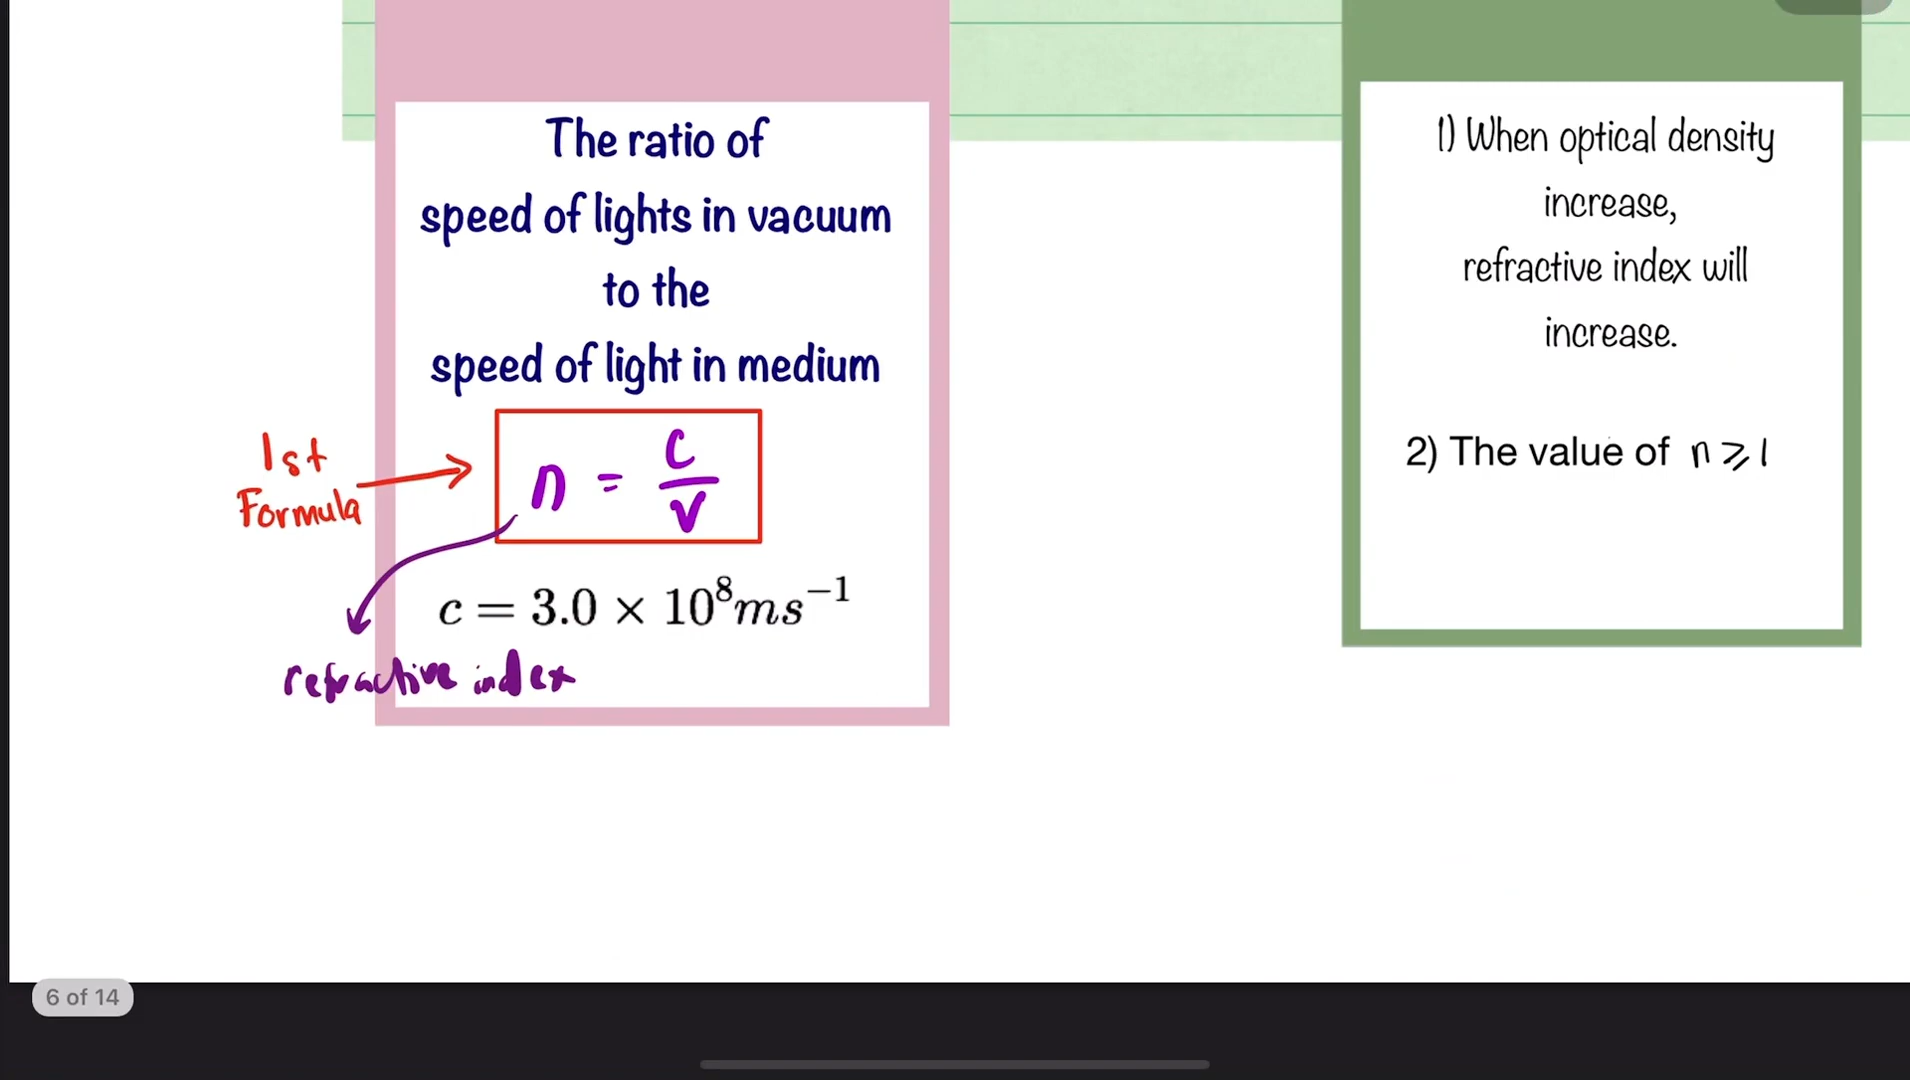 The ratio of
speed of lights in vacuum
to the
speed of light in medium
1st
Formula
n = c/v
c = 3.0 × 10⁸ms⁻¹
refractive index
1) When optical density
increase,
refractive index will
increase.
2) The value of n ⩾ 1
6 of 14